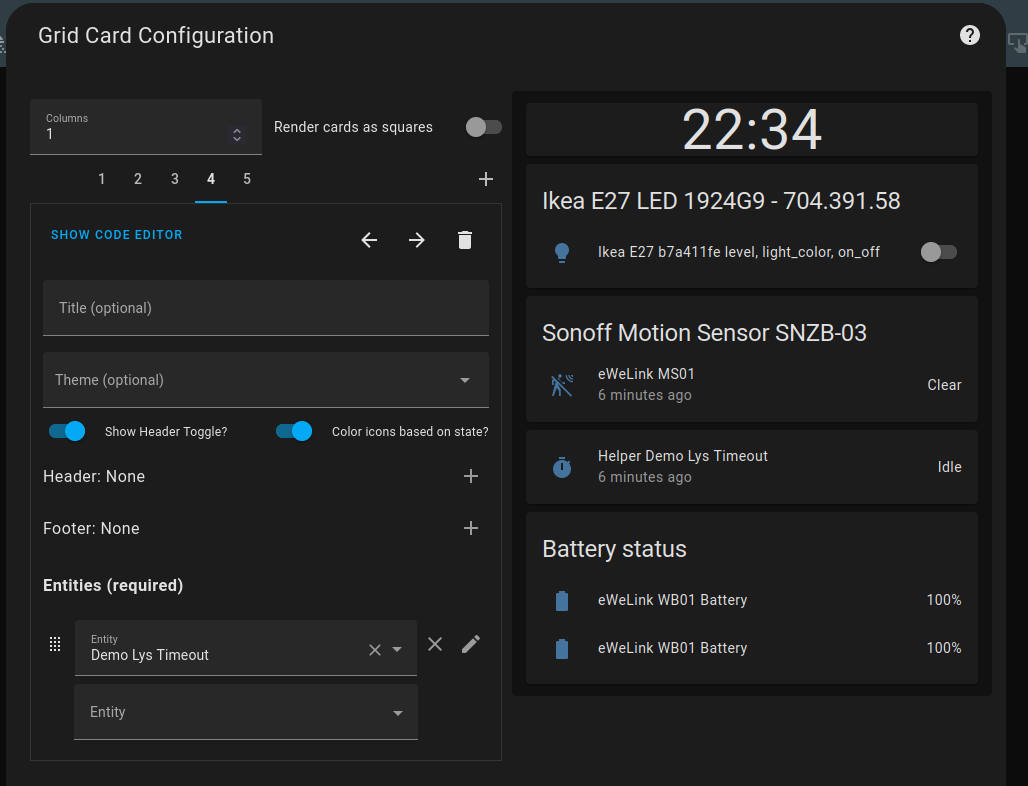 Grid Card Configuration
Columns
1
Render cards as squares
1 2 3 4 5
SHOW CODE EDITOR
Title (optional)
Theme (optional)
Show Header Toggle?
Color icons based on state?
Header: None
Footer: None
Entities (required)
Entity
Demo Lys Timeout
Entity
22:34
Ikea E27 LED 1924G9 - 704.391.58
Ikea E27 b7a411fe level, light_color, on_off
Sonoff Motion Sensor SNZB-03
eWeLink MS01
6 minutes ago
Clear
Helper Demo Lys Timeout
6 minutes ago
Idle
Battery status
eWeLink WB01 Battery 100%
eWeLink WB01 Battery 100%